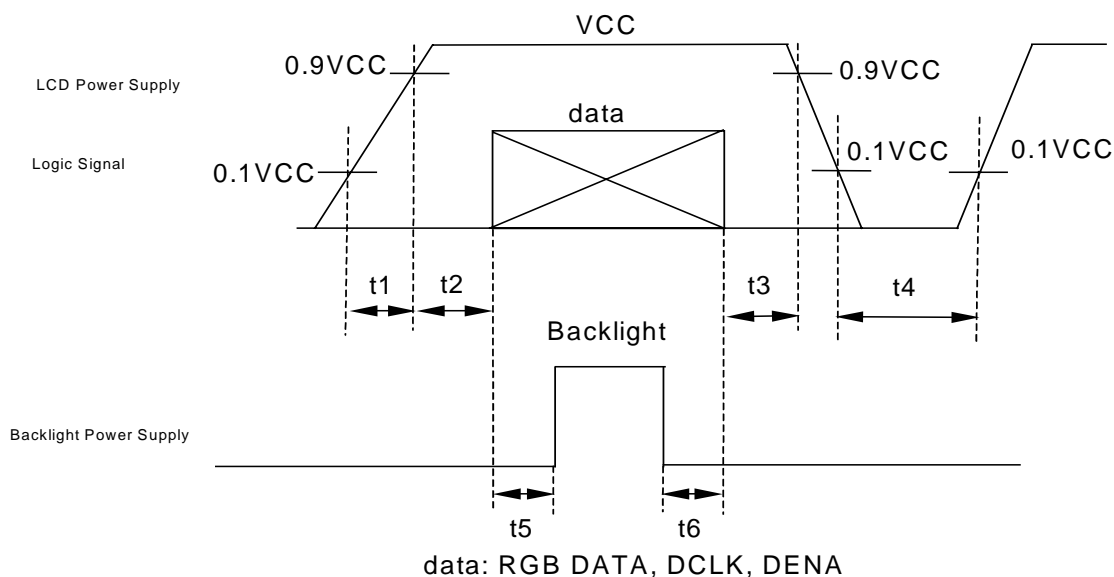 VCC
0.9VCC
0.9VCC
LCD Power Supply
data
Logic Signal
0.1VCC
0.1VCC
0.1VCC
t1
t2
t3
t4
Backlight
Backlight Power Supply
t5
t6
data: RGB DATA, DCLK, DENA